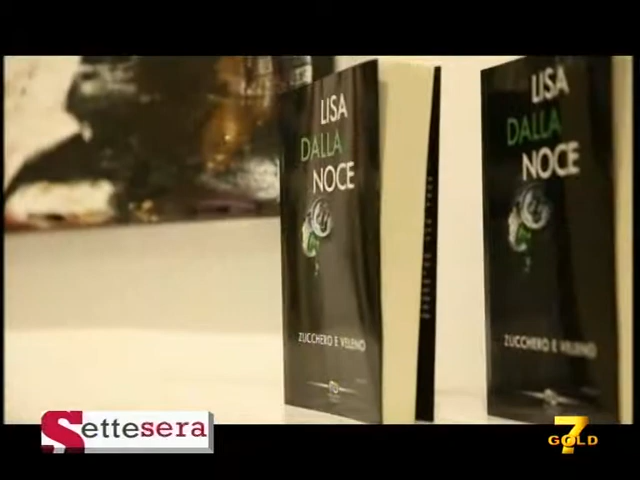 LISA
DALLA
NOCE
ZUCCHERO E VELENO
LISA
DALLA
NOCE
ZUCCHERO E VELENO
Settesera
7
GOLD